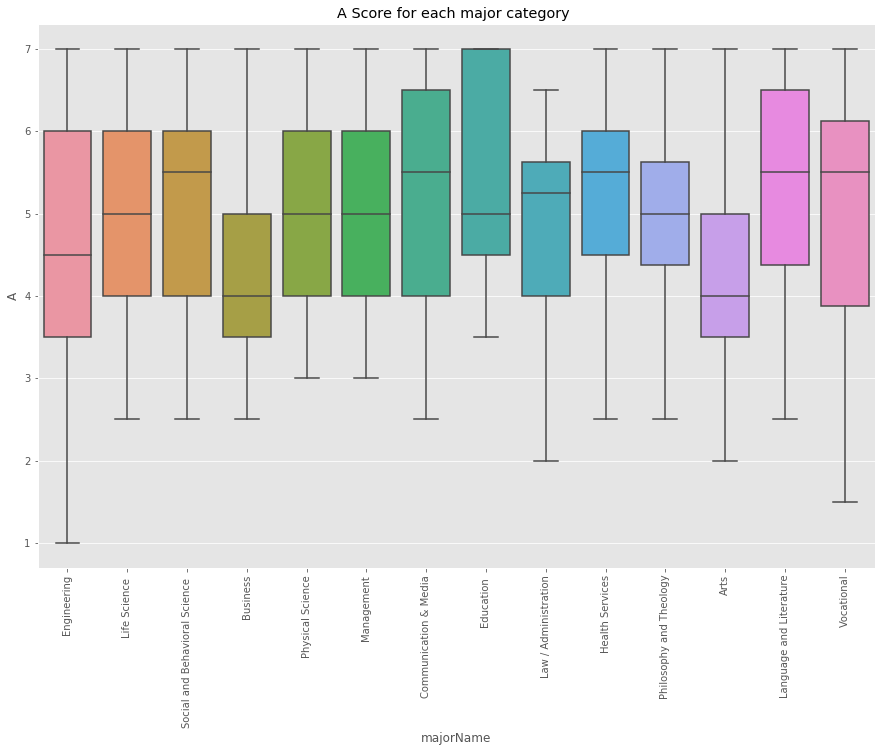 A Score for each major category
A
7
6
5
4
3
2
1
Engineering
Life Science
Social and Behavioral Science
Business
Physical Science
Management
Communication & Media
Education
Law / Administration
Health Services
Philosophy and Theology
Arts
Language and Literature
Vocational
majorName